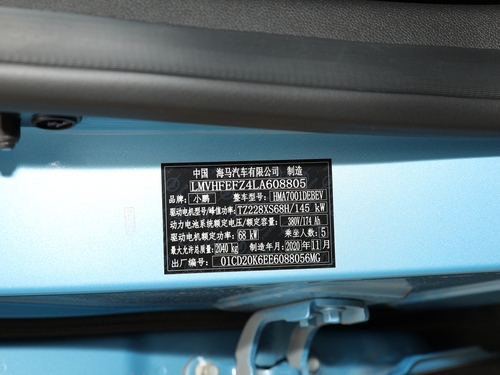 中国 海马汽车有限公司 制造
LMVHFEFZ4LA608805
品牌: 小鹏 整车型号: HMA7001DEBEV
驱动电机型号/峰值功率: TZ228XS68H/145 kW
动力电池系统额定电压/额定容量: 380V/174 Ah
驱动电机额定功率: 68 kW 乘坐人数: 5
最大允许总质量: 2040 kg 制造年月: 2020年11月
出厂编号: 01CD20K6EE6088056MG